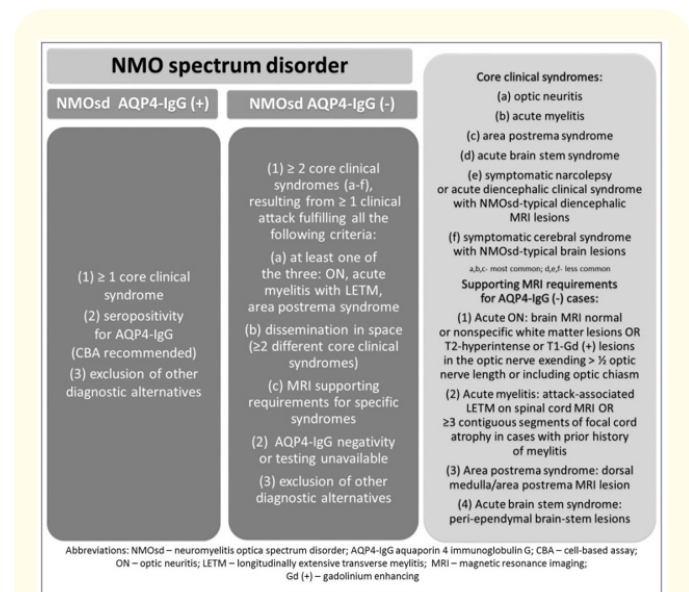 NMO spectrum disorder
NMOsd AQP4-IgG (+)
(1) ≥ 1 core clinical
syndrome
(2) seropositivity
for AQP4-IgG
(CBA recommended)
(3) exclusion of other
diagnostic alternatives
NMOsd AQP4-IgG (-)
(1) ≥ 2 core clinical
syndromes (a-f),
resulting from ≥ 1 clinical
attack fulfilling all the
following criteria:
(a) at least one of
the three: ON, acute
myelitis with LETM,
area postrema syndrome
(b) dissemination in space
(≥2 different core clinical
syndromes)
(c) MRI supporting
requirements for specific
syndromes
(2) AQP4-IgG negativity
or testing unavailable
(3) exclusion of other
diagnostic alternatives
Core clinical syndromes:
(a) optic neuritis
(b) acute myelitis
(c) area postrema syndrome
(d) acute brain stem syndrome
(e) symptomatic narcolepsy
or acute diencephalic clinical syndrome
with NMOsd-typical diencephalic
MRI lesions
(f) symptomatic cerebral syndrome
with NMOsd-typical brain lesions
a,b,c- most common; d,e,f- less common
Supporting MRI requirements
for AQP4-IgG (-) cases:
(1) Acute ON: brain MRI normal
or nonspecific white matter lesions OR
T2-hyperintense or T1-Gd (+) lesions
in the optic nerve exending > ½ optic
nerve length or including optic chiasm
(2) Acute myelitis: attack-associated
LETM on spinal cord MRI OR
≥3 contiguous segments of focal cord
atrophy in cases with prior history
of meylitis
(3) Area postrema syndrome: dorsal
medulla/area postrema MRI lesion
(4) Acute brain stem syndrome:
peri-ependymal brain-stem lesions
Abbreviations: NMOsd – neuromyelitis optica spectrum disorder; AQP4-IgG aquaporin 4 immunoglobulin G; CBA – cell-based assay;
ON – optic neuritis; LETM – longitudinally extensive transverse meylitis; MRI – magnetic resonance imaging;
Gd (+) – gadolinium enhancing